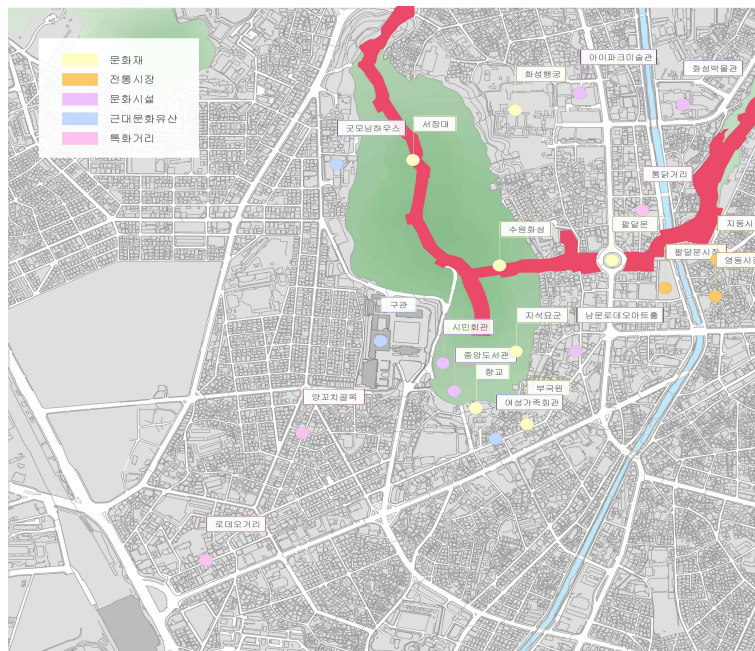 문화재
전통시장
문화시설
근대문화유산
특화거리
아이파크미술관
화성박물관
화성행궁
굿모닝하우스
서장대
통닭거리
수원화성
팔달문
지동시
팔달문시장
영동시장
구관
시민회관
지석묘군
남문로데오아트홀
중앙도서관
향교
부국원
양꼬치골목
여성가족회관
로데오거리